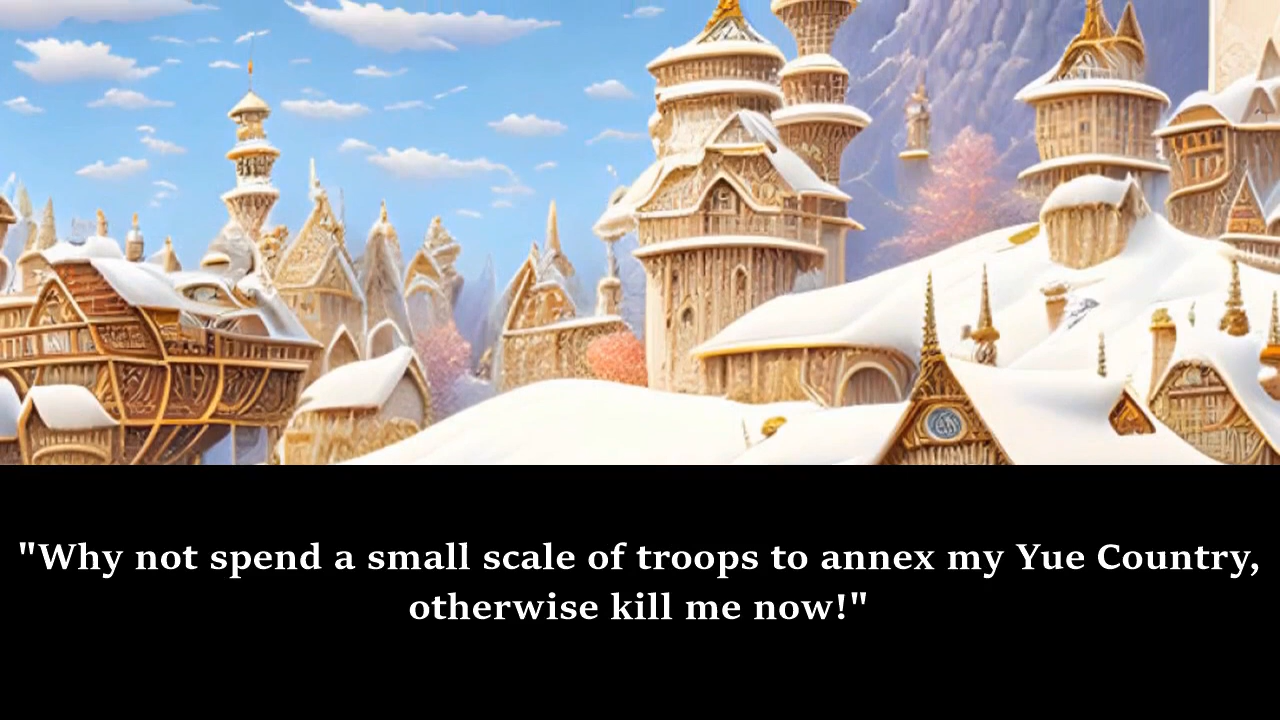 "Why not spend a small scale of troops to annex my Yue Country,
otherwise kill me now!"